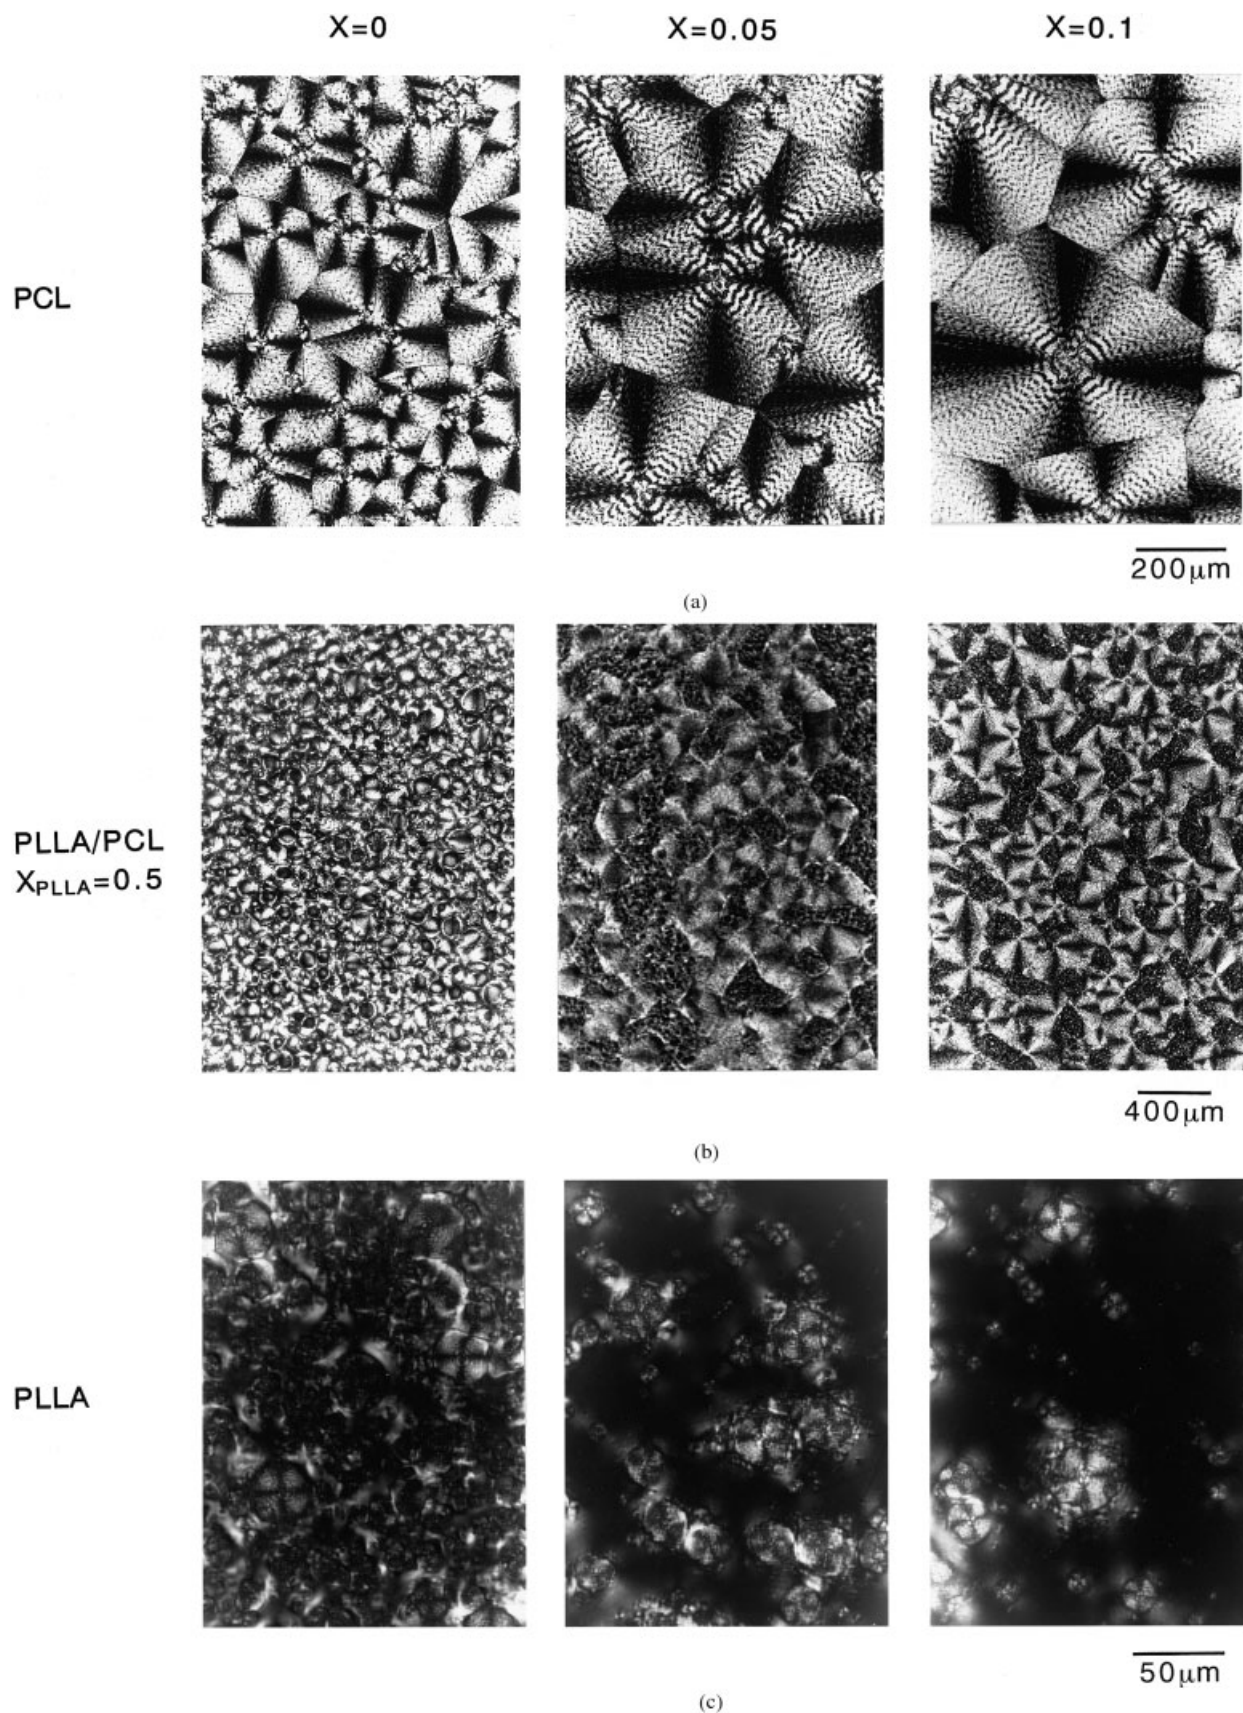 X=0 X=0.05 X=0.1
PCL
200μm
(a)
PLLA/PCL
XPLLA=0.5
400μm
(b)
PLLA
50μm
(c)